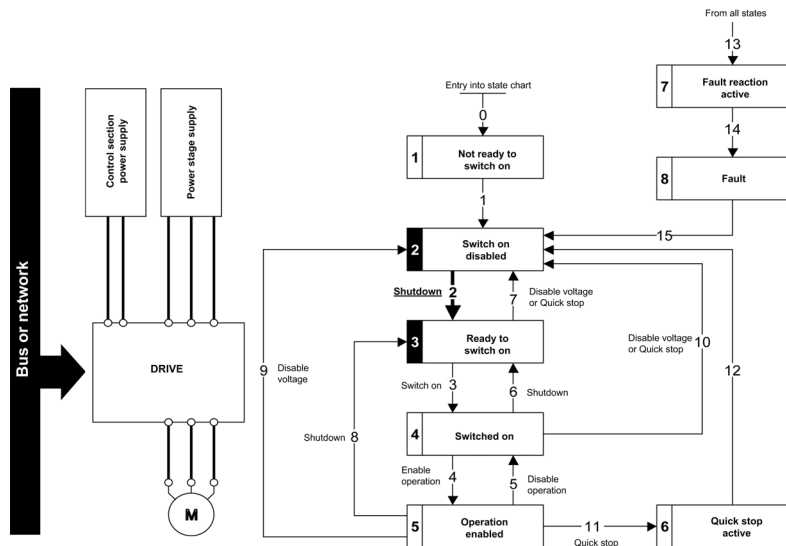 Bus or network
Control section
power supply
Power stage supply
DRIVE
M
From all states
13
7
Fault reaction
active
14
8
Fault
15
Entry into state chart
0
1
Not ready to
switch on
1
2
Switch on
disabled
Shutdown 2
7
Disable voltage
or Quick stop
3
Ready to
switch on
Switch on 3
6 Shutdown
4
Switched on
Enable
operation
4
5
Disable
operation
5
Operation
enabled
9 Disable
voltage
Shutdown 8
Disable voltage
or Quick stop
10
12
11
Quick stop
6
Quick stop
active